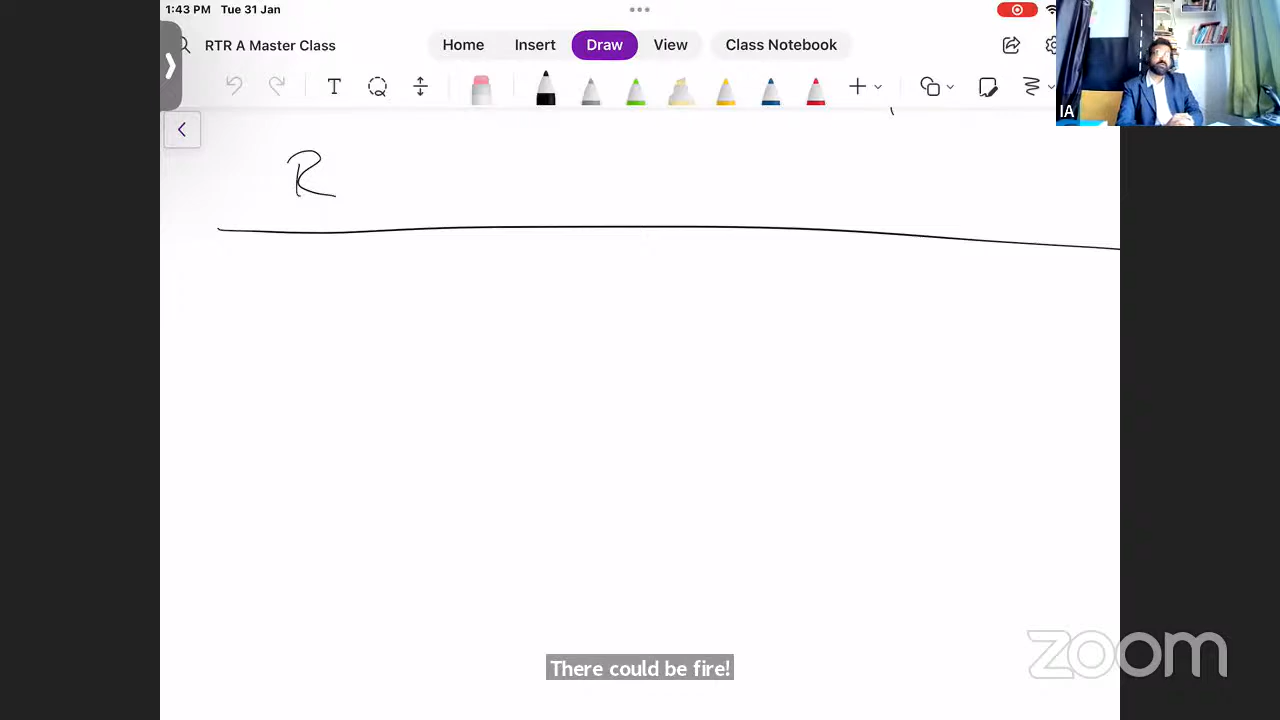 1:43 PM Tue 31 Jan
RTR A Master Class
Home Insert Draw View Class Notebook
T
IA
R
There could be fire!
zoom